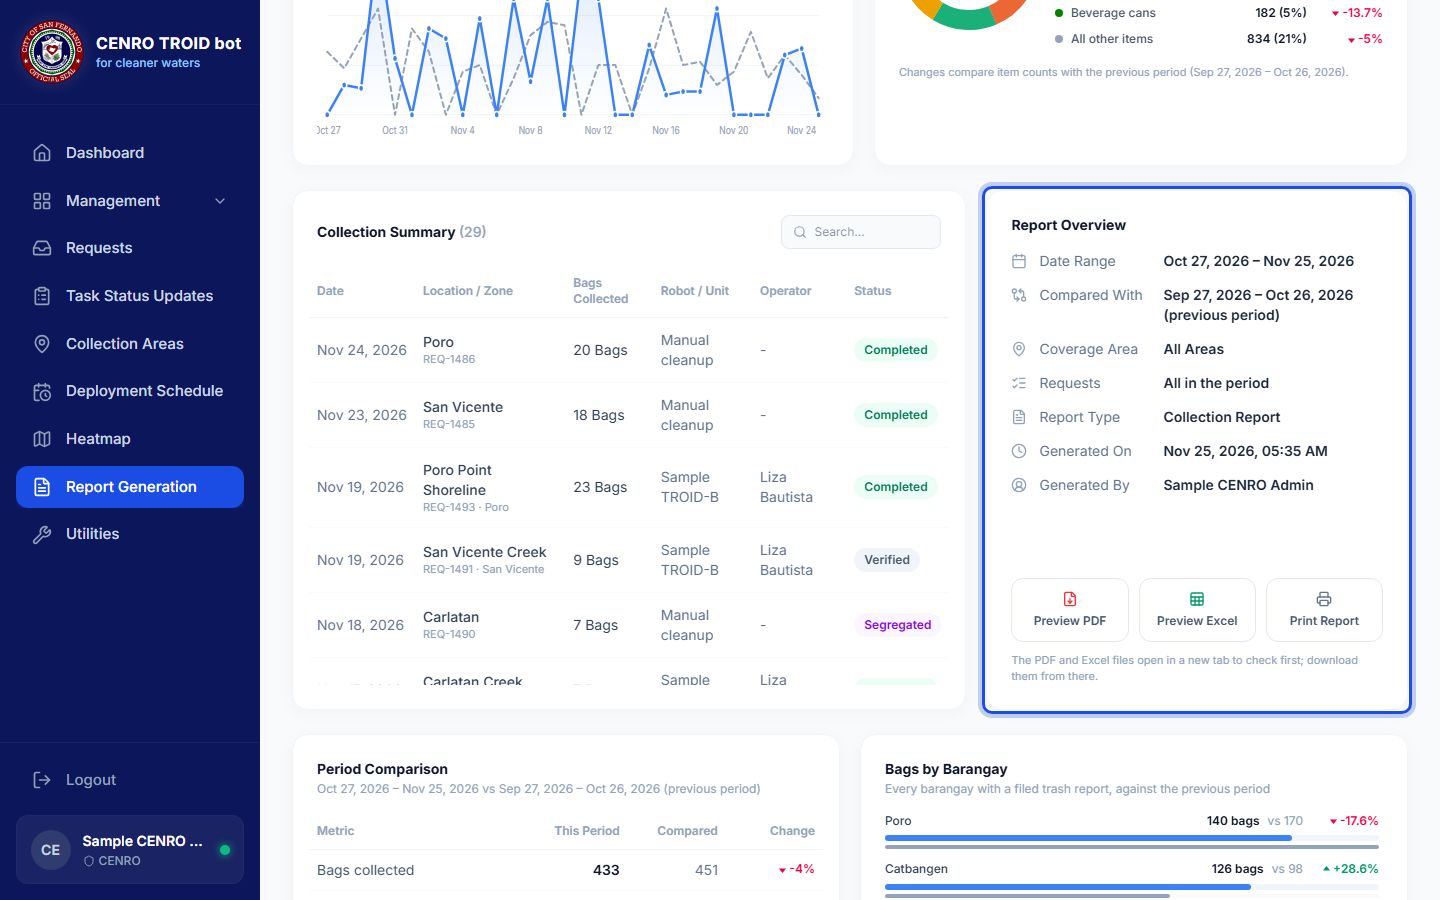 CITY OF SAN FERNANDO
OFFICIAL SEAL
CENRO TROID bot
for cleaner waters
Dashboard
Management
Requests
Task Status Updates
Collection Areas
Deployment Schedule
Heatmap
Report Generation
Utilities
Logout
CE
Sample CENRO ...
CENRO
Oct 27
Oct 31
Nov 4
Nov 8
Nov 12
Nov 16
Nov 20
Nov 24
Beverage cans 182 (5%) -13.7%
All other items 834 (21%) -5%
Changes compare item counts with the previous period (Sep 27, 2026 – Oct 26, 2026).
Collection Summary (29)
Search...
Date Location / Zone Bags Collected Robot / Unit Operator Status
Nov 24, 2026 Poro REQ-1486 20 Bags Manual cleanup - Completed
Nov 23, 2026 San Vicente REQ-1485 18 Bags Manual cleanup - Completed
Nov 19, 2026 Poro Point Shoreline REQ-1493 · Poro 23 Bags Sample TROID-B Liza Bautista Completed
Nov 19, 2026 San Vicente Creek REQ-1491 · San Vicente 9 Bags Sample TROID-B Liza Bautista Verified
Nov 18, 2026 Carlatan REQ-1490 7 Bags Manual cleanup - Segregated
Carlatan Creek Sample Liza
Report Overview
Date Range Oct 27, 2026 – Nov 25, 2026
Compared With Sep 27, 2026 – Oct 26, 2026
(previous period)
Coverage Area All Areas
Requests All in the period
Report Type Collection Report
Generated On Nov 25, 2026, 05:35 AM
Generated By Sample CENRO Admin
Preview PDF
Preview Excel
Print Report
The PDF and Excel files open in a new tab to check first; download
them from there.
Period Comparison
Oct 27, 2026 – Nov 25, 2026 vs Sep 27, 2026 – Oct 26, 2026 (previous period)
Metric This Period Compared Change
Bags collected 433 451 -4%
Bags by Barangay
Every barangay with a filed trash report, against the previous period
Poro 140 bags vs 170 -17.6%
Catbangen 126 bags vs 98 +28.6%